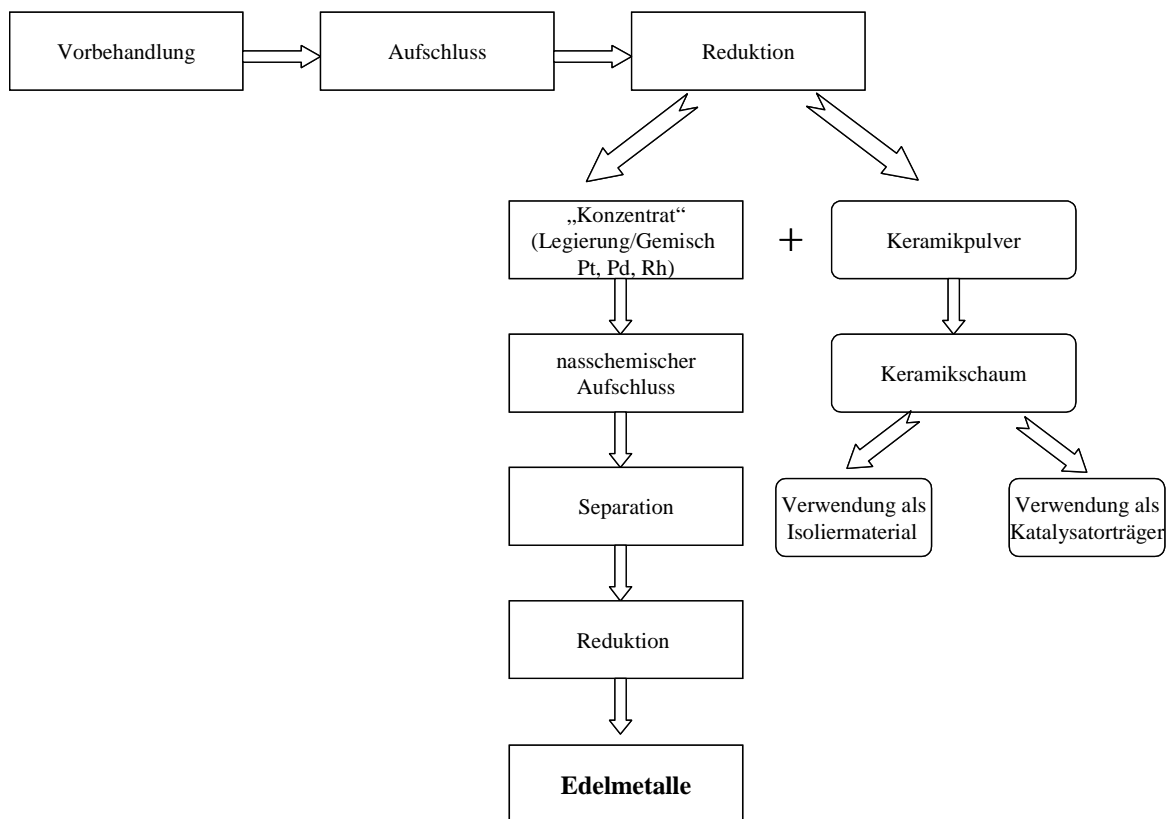 Vorbehandlung
Aufschluss
Reduktion
„Konzentrat“
(Legierung/Gemisch
Pt, Pd, Rh)
+
Keramikpulver
nasschemischer
Aufschluss
Keramikschaum
Separation
Verwendung als
Isoliermaterial
Verwendung als
Katalysatorträger
Reduktion
Edelmetalle